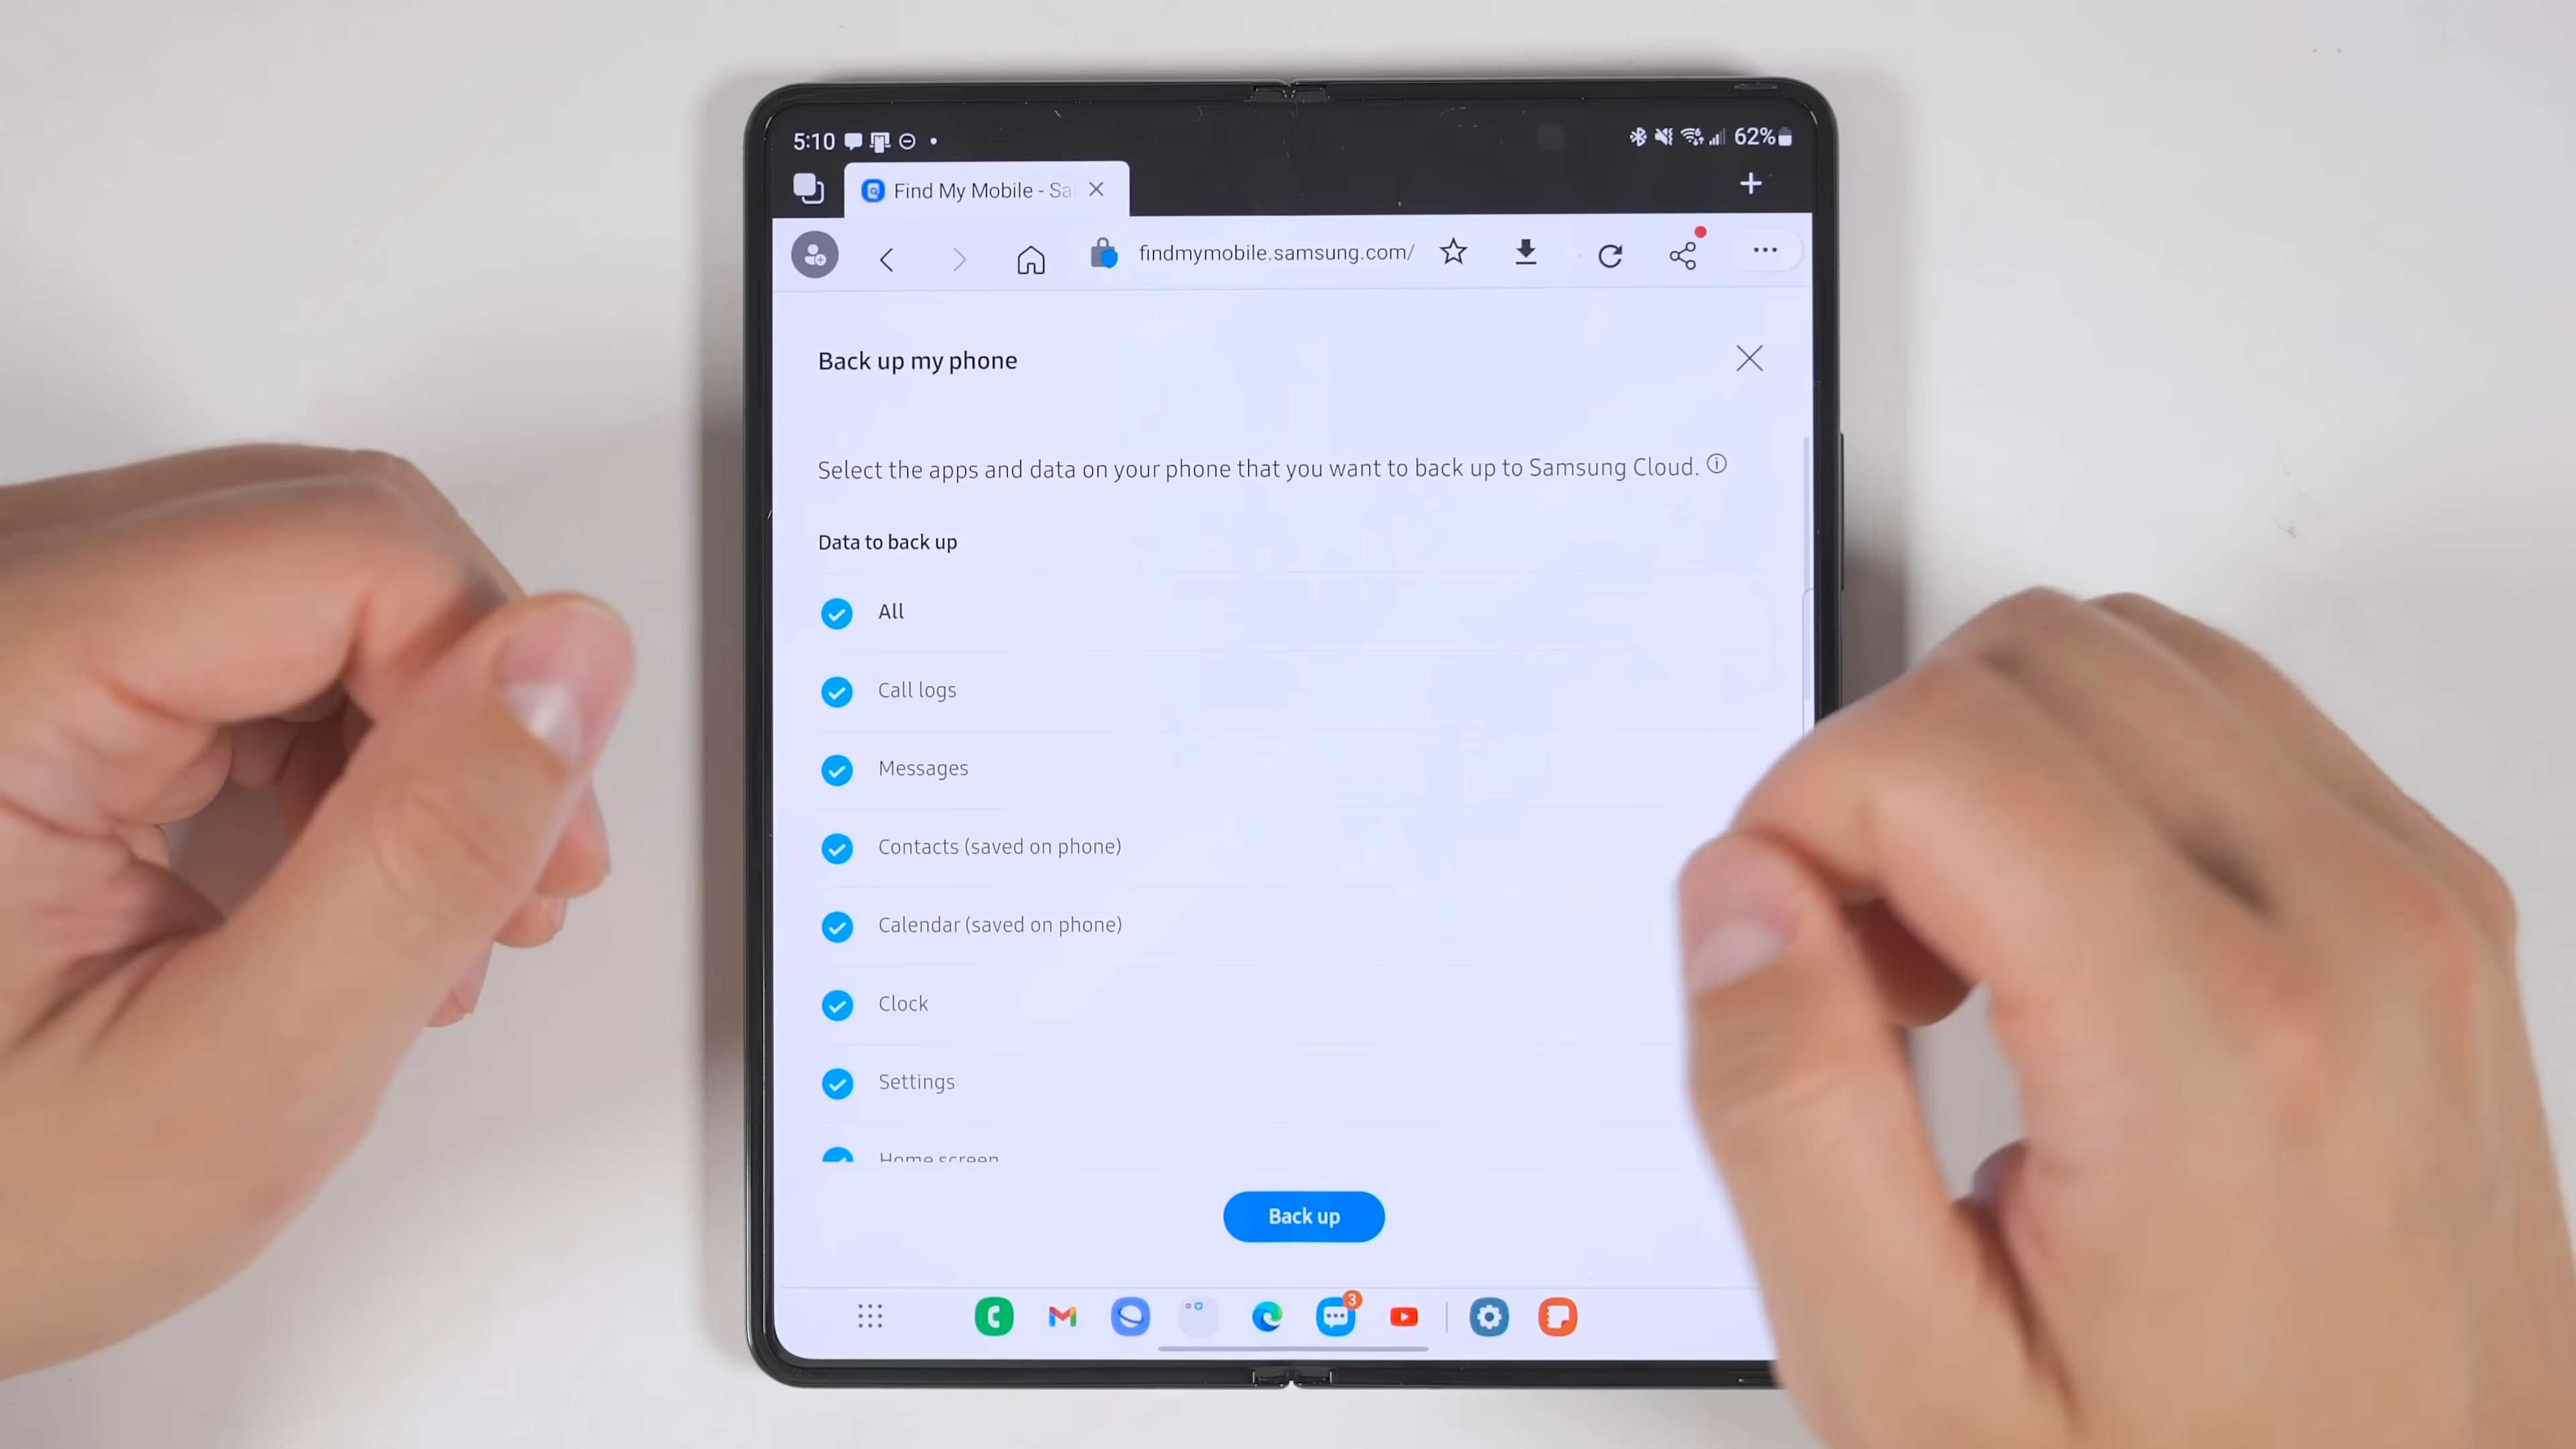 5:10
62%
Find My Mobile - Sa
findmymobile.samsung.com/
Back up my phone
Select the apps and data on your phone that you want to back up to Samsung Cloud.
Data to back up
All
Call logs
Messages
Contacts (saved on phone)
Calendar (saved on phone)
Clock
Settings
Home screen
Back up
3